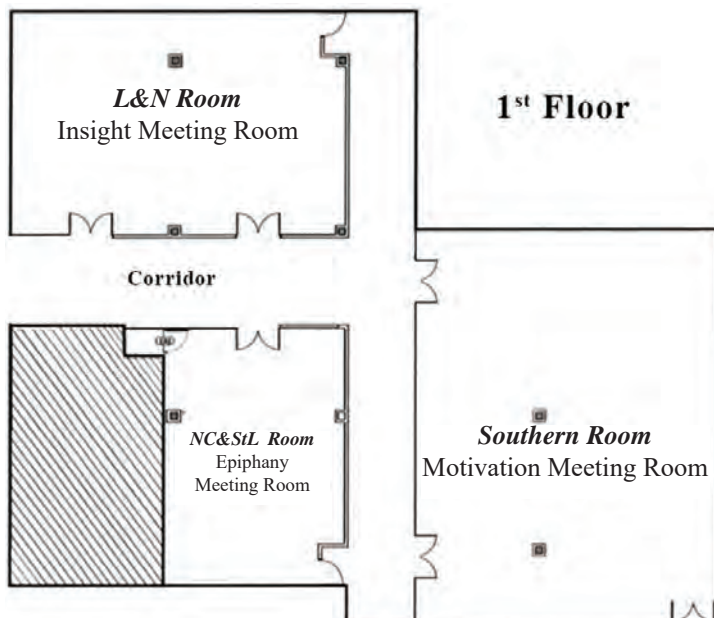 L&N Room
Insight Meeting Room
1st Floor
Corridor
NC&StL Room
Epiphany
Meeting Room
Southern Room
Motivation Meeting Room